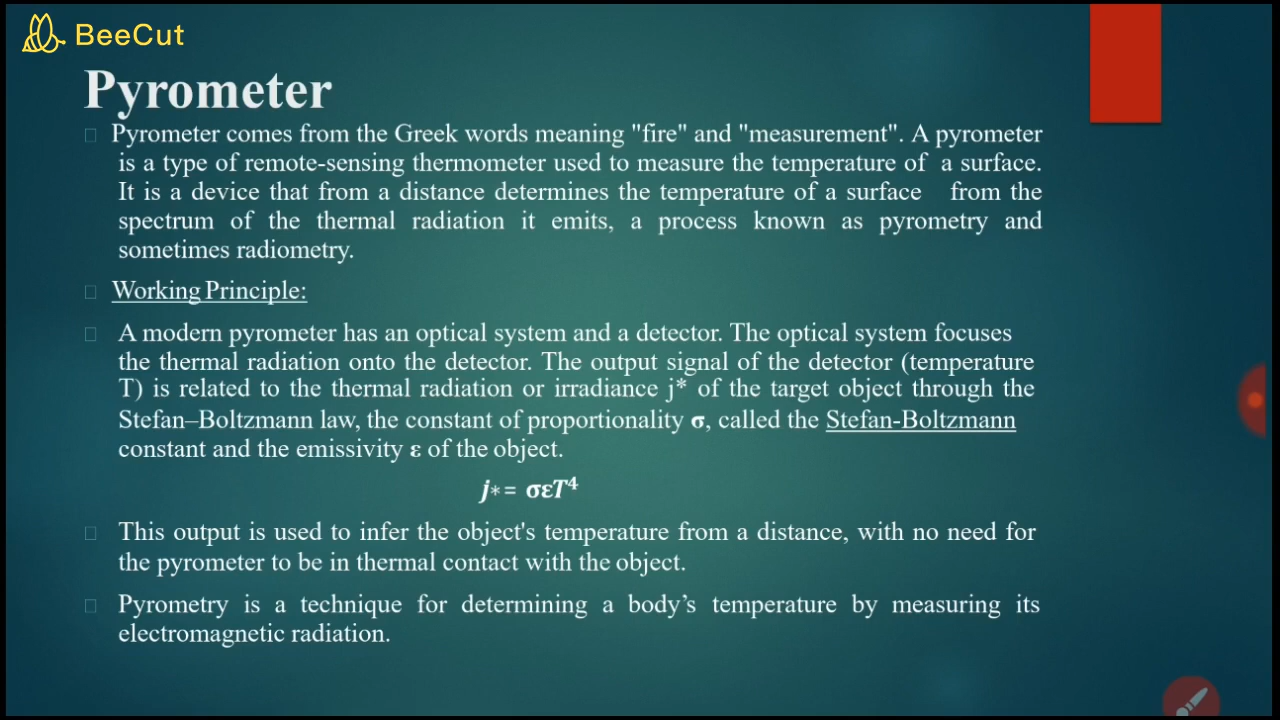 BeeCut
Pyrometer
Pyrometer comes from the Greek words meaning "fire" and "measurement". A pyrometer
is a type of remote-sensing thermometer used to measure the temperature of a surface.
It is a device that from a distance determines the temperature of a surface from the
spectrum of the thermal radiation it emits, a process known as pyrometry and
sometimes radiometry.
Working Principle:
A modern pyrometer has an optical system and a detector. The optical system focuses
the thermal radiation onto the detector. The output signal of the detector (temperature
T) is related to the thermal radiation or irradiance j* of the target object through the
Stefan–Boltzmann law, the constant of proportionality σ, called the Stefan-Boltzmann
constant and the emissivity ε of the object.
j* = σεT⁴
This output is used to infer the object's temperature from a distance, with no need for
the pyrometer to be in thermal contact with the object.
Pyrometry is a technique for determining a body’s temperature by measuring its
electromagnetic radiation.